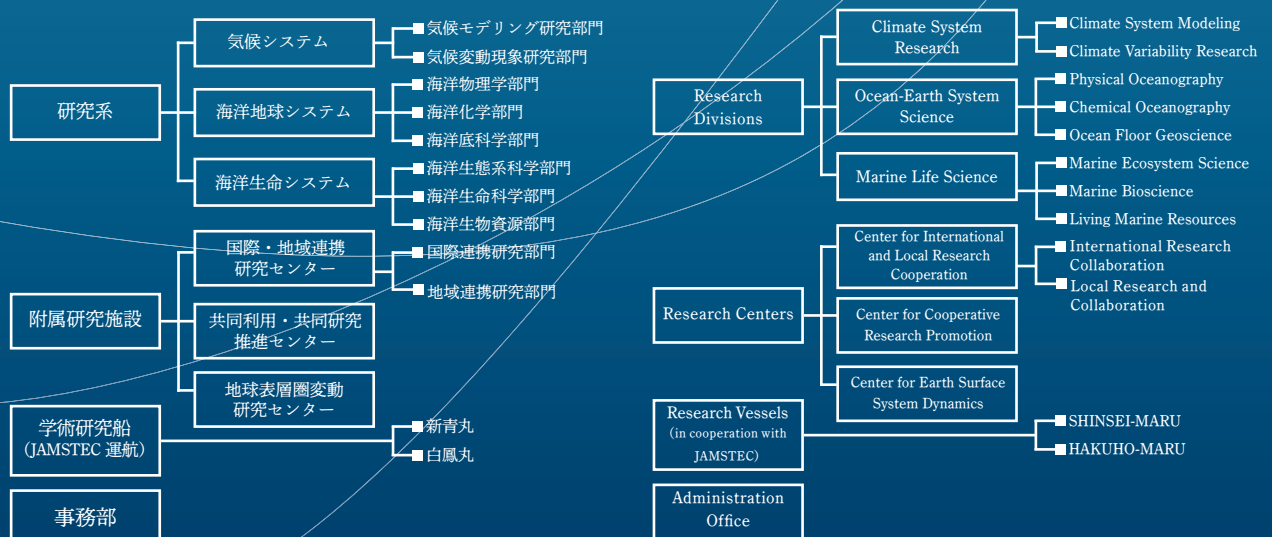 研究系
気候システム
気候モデリング研究部門
気候変動現象研究部門
海洋地球システム
海洋物理学部門
海洋化学部門
海洋底科学部門
海洋生命システム
海洋生態系科学部門
海洋生命科学部門
海洋生物資源部門
附属研究施設
国際・地域連携
研究センター
国際連携研究部門
地域連携研究部門
共同利用・共同研究
推進センター
地球表層圏変動
研究センター
学術研究船
（JAMSTEC 運航）
新青丸
白鳳丸
事務部
Research
Divisions
Climate System
Research
Climate System Modeling
Climate Variability Research
Ocean-Earth System
Science
Physical Oceanography
Chemical Oceanography
Ocean Floor Geoscience
Marine Life Science
Marine Ecosystem Science
Marine Bioscience
Living Marine Resources
Research Centers
Center for International
and Local Research
Cooperation
International Research
Collaboration
Local Research and
Collaboration
Center for Cooperative
Research Promotion
Center for Earth Surface
System Dynamics
Research Vessels
（in cooperation with
JAMSTEC）
SHINSEI-MARU
HAKUHO-MARU
Administration
Office